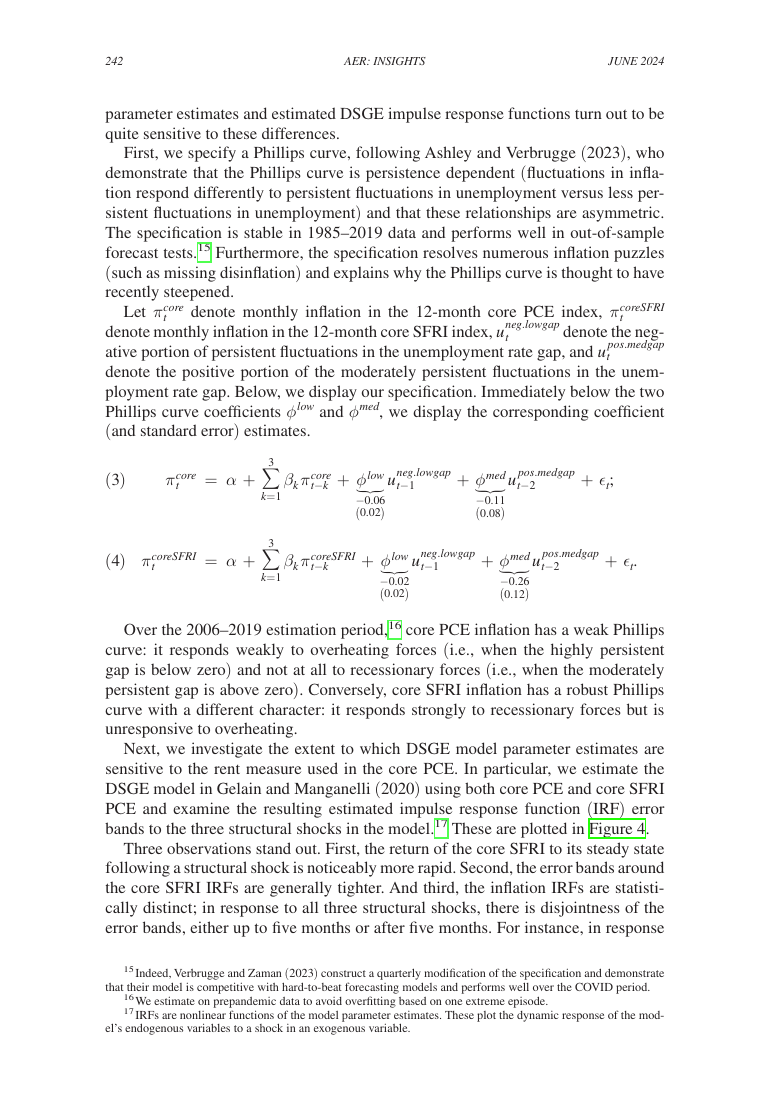 242 AER: INSIGHTS JUNE 2024
parameter estimates and estimated DSGE impulse response functions turn out to be
quite sensitive to these differences.
First, we specify a Phillips curve, following Ashley and Verbrugge (2023), who
demonstrate that the Phillips curve is persistence dependent (fluctuations in infla-
tion respond differently to persistent fluctuations in unemployment versus less per-
sistent fluctuations in unemployment) and that these relationships are asymmetric.
The specification is stable in 1985–2019 data and performs well in out-of-sample
forecast tests.15 Furthermore, the specification resolves numerous inflation puzzles
(such as missing disinflation) and explains why the Phillips curve is thought to have
recently steepened.
Let π_t^{core} denote monthly inflation in the 12-month core PCE index, π_t^{coreSFRI}
denote monthly inflation in the 12-month core SFRI index, u_t^{neg.lowgap} denote the neg-
ative portion of persistent fluctuations in the unemployment rate gap, and u_t^{pos.medgap}
denote the positive portion of the moderately persistent fluctuations in the unem-
ployment rate gap. Below, we display our specification. Immediately below the two
Phillips curve coefficients ϕ^{low} and ϕ^{med}, we display the corresponding coefficient
(and standard error) estimates.
(3) π_t^{core} = α + ∑_{k=1}^{3} β_k π_{t−k}^{core} + ϕ^{low} u_{t−1}^{neg.lowgap} + ϕ^{med} u_{t−2}^{pos.medgap} + ϵ_t;
−0.06 −0.11
(0.02) (0.08)
(4) π_t^{coreSFRI} = α + ∑_{k=1}^{3} β_k π_{t−k}^{coreSFRI} + ϕ^{low} u_{t−1}^{neg.lowgap} + ϕ^{med} u_{t−2}^{pos.medgap} + ϵ_t.
−0.02 −0.26
(0.02) (0.12)
Over the 2006–2019 estimation period,16 core PCE inflation has a weak Phillips
curve: it responds weakly to overheating forces (i.e., when the highly persistent
gap is below zero) and not at all to recessionary forces (i.e., when the moderately
persistent gap is above zero). Conversely, core SFRI inflation has a robust Phillips
curve with a different character: it responds strongly to recessionary forces but is
unresponsive to overheating.
Next, we investigate the extent to which DSGE model parameter estimates are
sensitive to the rent measure used in the core PCE. In particular, we estimate the
DSGE model in Gelain and Manganelli (2020) using both core PCE and core SFRI
PCE and examine the resulting estimated impulse response function (IRF) error
bands to the three structural shocks in the model.17 These are plotted in Figure 4.
Three observations stand out. First, the return of the core SFRI to its steady state
following a structural shock is noticeably more rapid. Second, the error bands around
the core SFRI IRFs are generally tighter. And third, the inflation IRFs are statisti-
cally distinct; in response to all three structural shocks, there is disjointness of the
error bands, either up to five months or after five months. For instance, in response
15 Indeed, Verbrugge and Zaman (2023) construct a quarterly modification of the specification and demonstrate
that their model is competitive with hard-to-beat forecasting models and performs well over the COVID period.
16 We estimate on prepandemic data to avoid overfitting based on one extreme episode.
17 IRFs are nonlinear functions of the model parameter estimates. These plot the dynamic response of the mod-
el's endogenous variables to a shock in an exogenous variable.